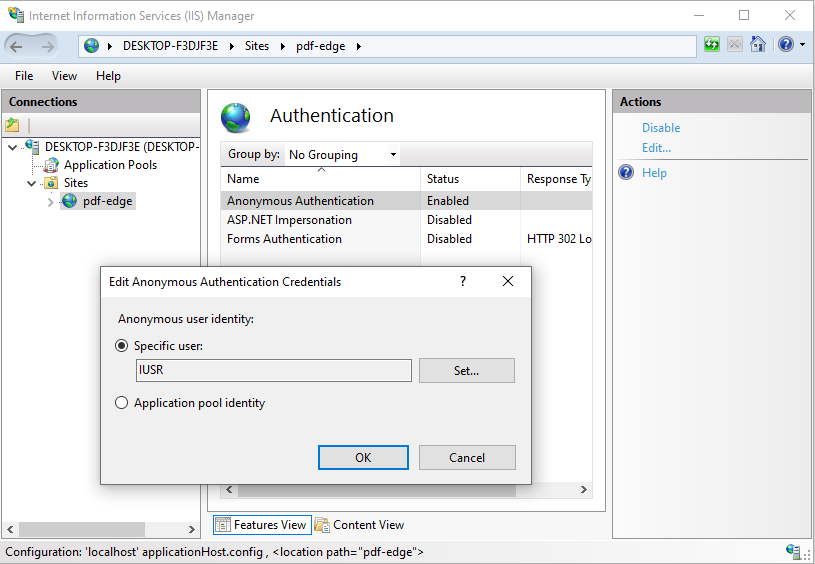 Internet Information Services (IIS) Manager
DESKTOP-F3DJF3E
Sites
pdf-edge
File View Help
Connections
DESKTOP-F3DJF3E (DESKTOP-
Application Pools
Sites
pdf-edge
Authentication
Group by: No Grouping
Name Status Response Ty
Anonymous Authentication Enabled
ASP.NET Impersonation Disabled
Forms Authentication Disabled HTTP 302 Lo
Edit Anonymous Authentication Credentials
Anonymous user identity:
Specific user:
IUSR
Set...
Application pool identity
OK
Cancel
Features View
Content View
Actions
Disable
Edit...
Help
Configuration: 'localhost' applicationHost.config , <location path="pdf-edge">